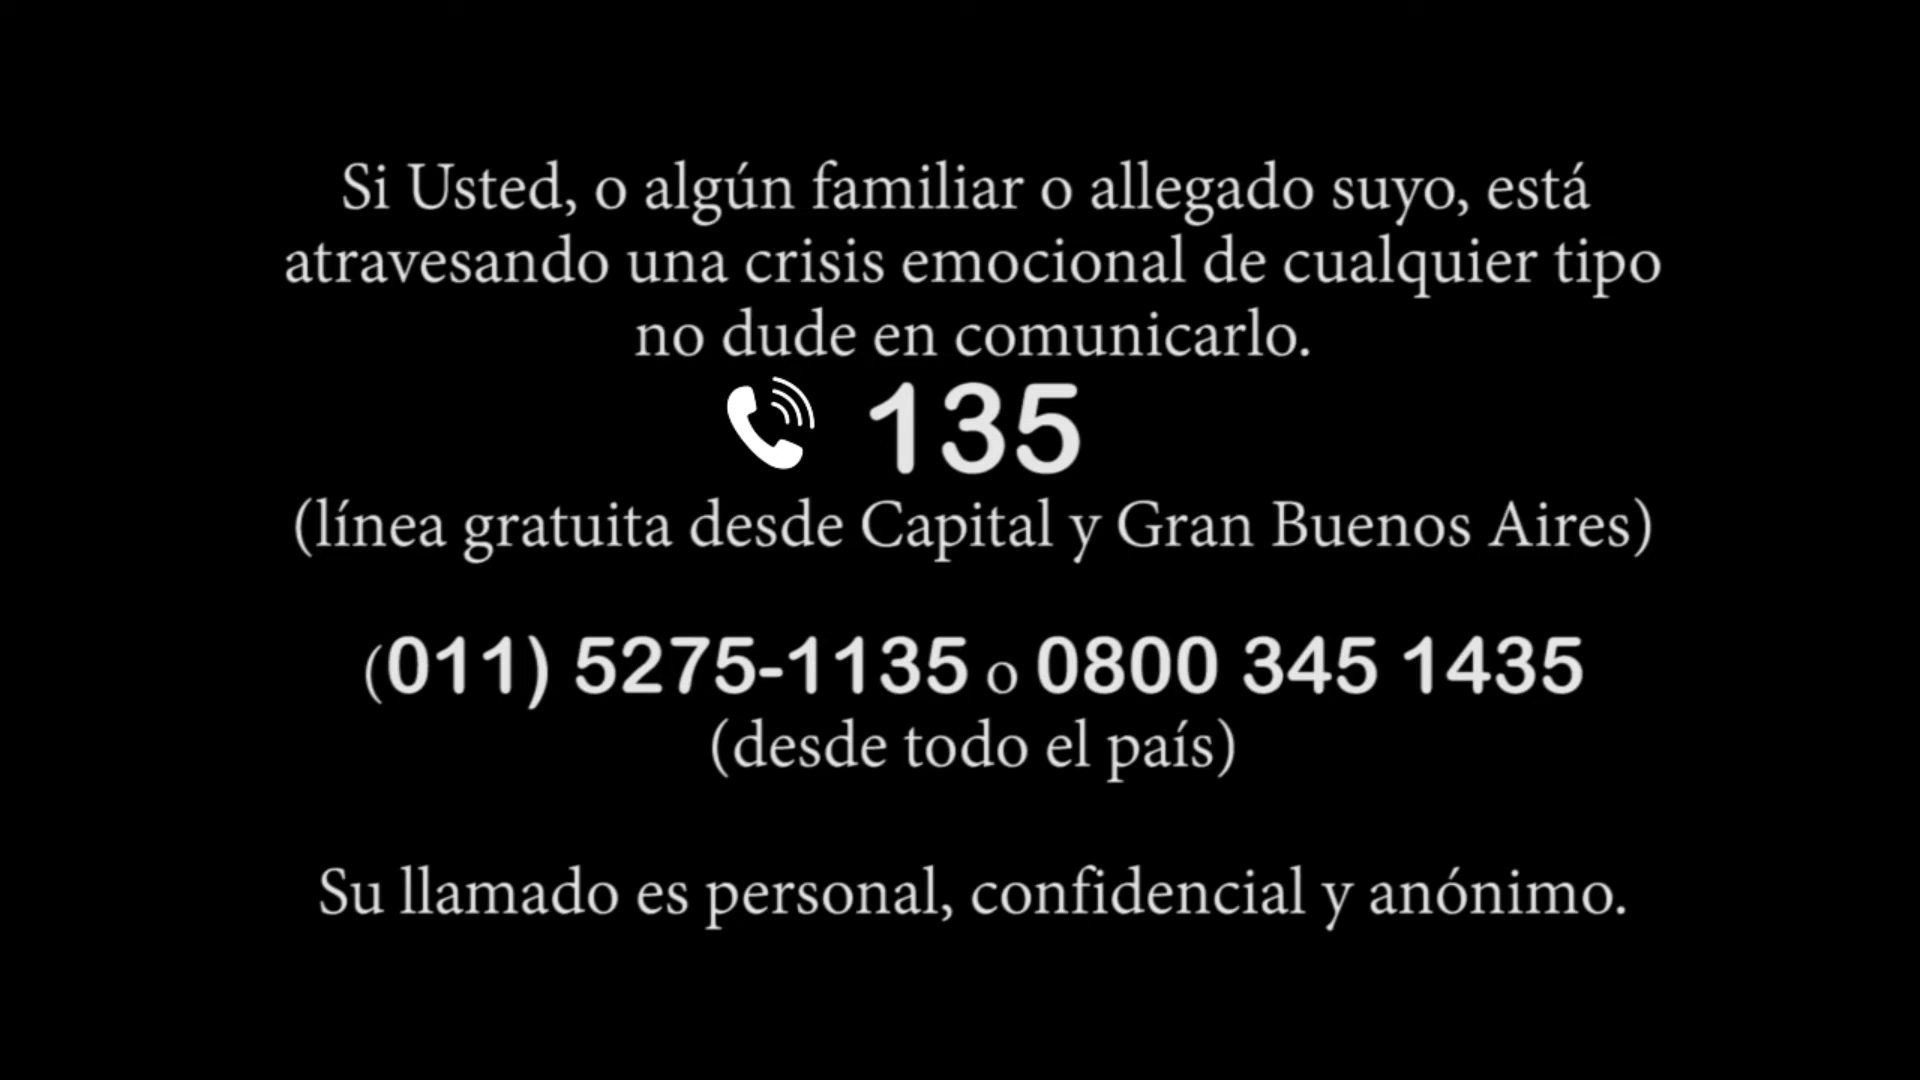 Si Usted, o algún familiar o allegado suyo, está
atravesando una crisis emocional de cualquier tipo
no dude en comunicarlo.
135
(línea gratuita desde Capital y Gran Buenos Aires)
(011) 5275-1135 o 0800 345 1435
(desde todo el país)
Su llamado es personal, confidencial y anónimo.